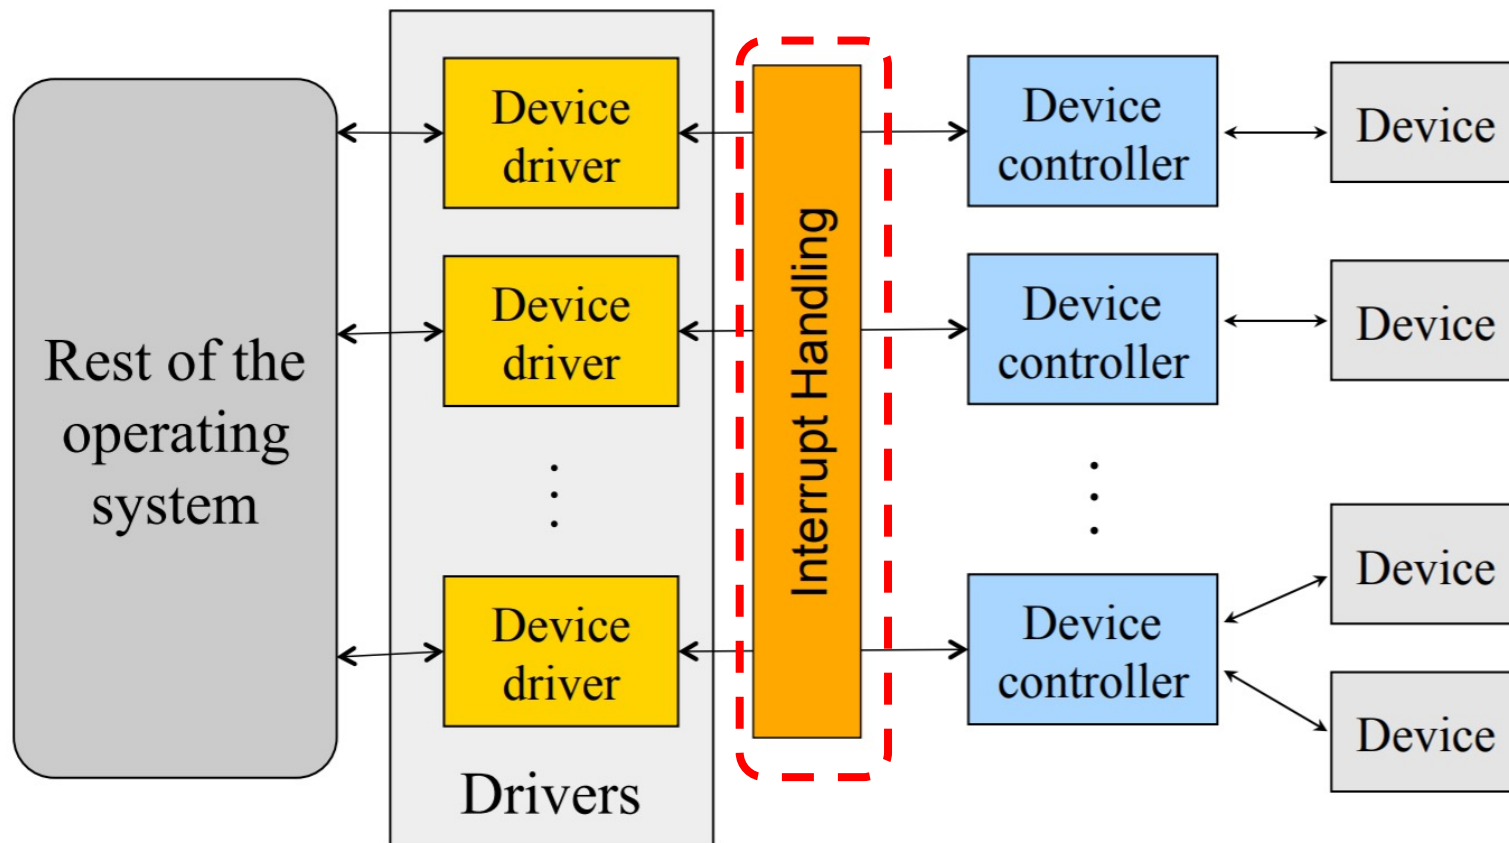 Rest of the
operating
system
Device
driver
Device
driver
Device
driver
Drivers
Interrupt Handling
Device
controller
Device
controller
Device
controller
Device
Device
Device
Device